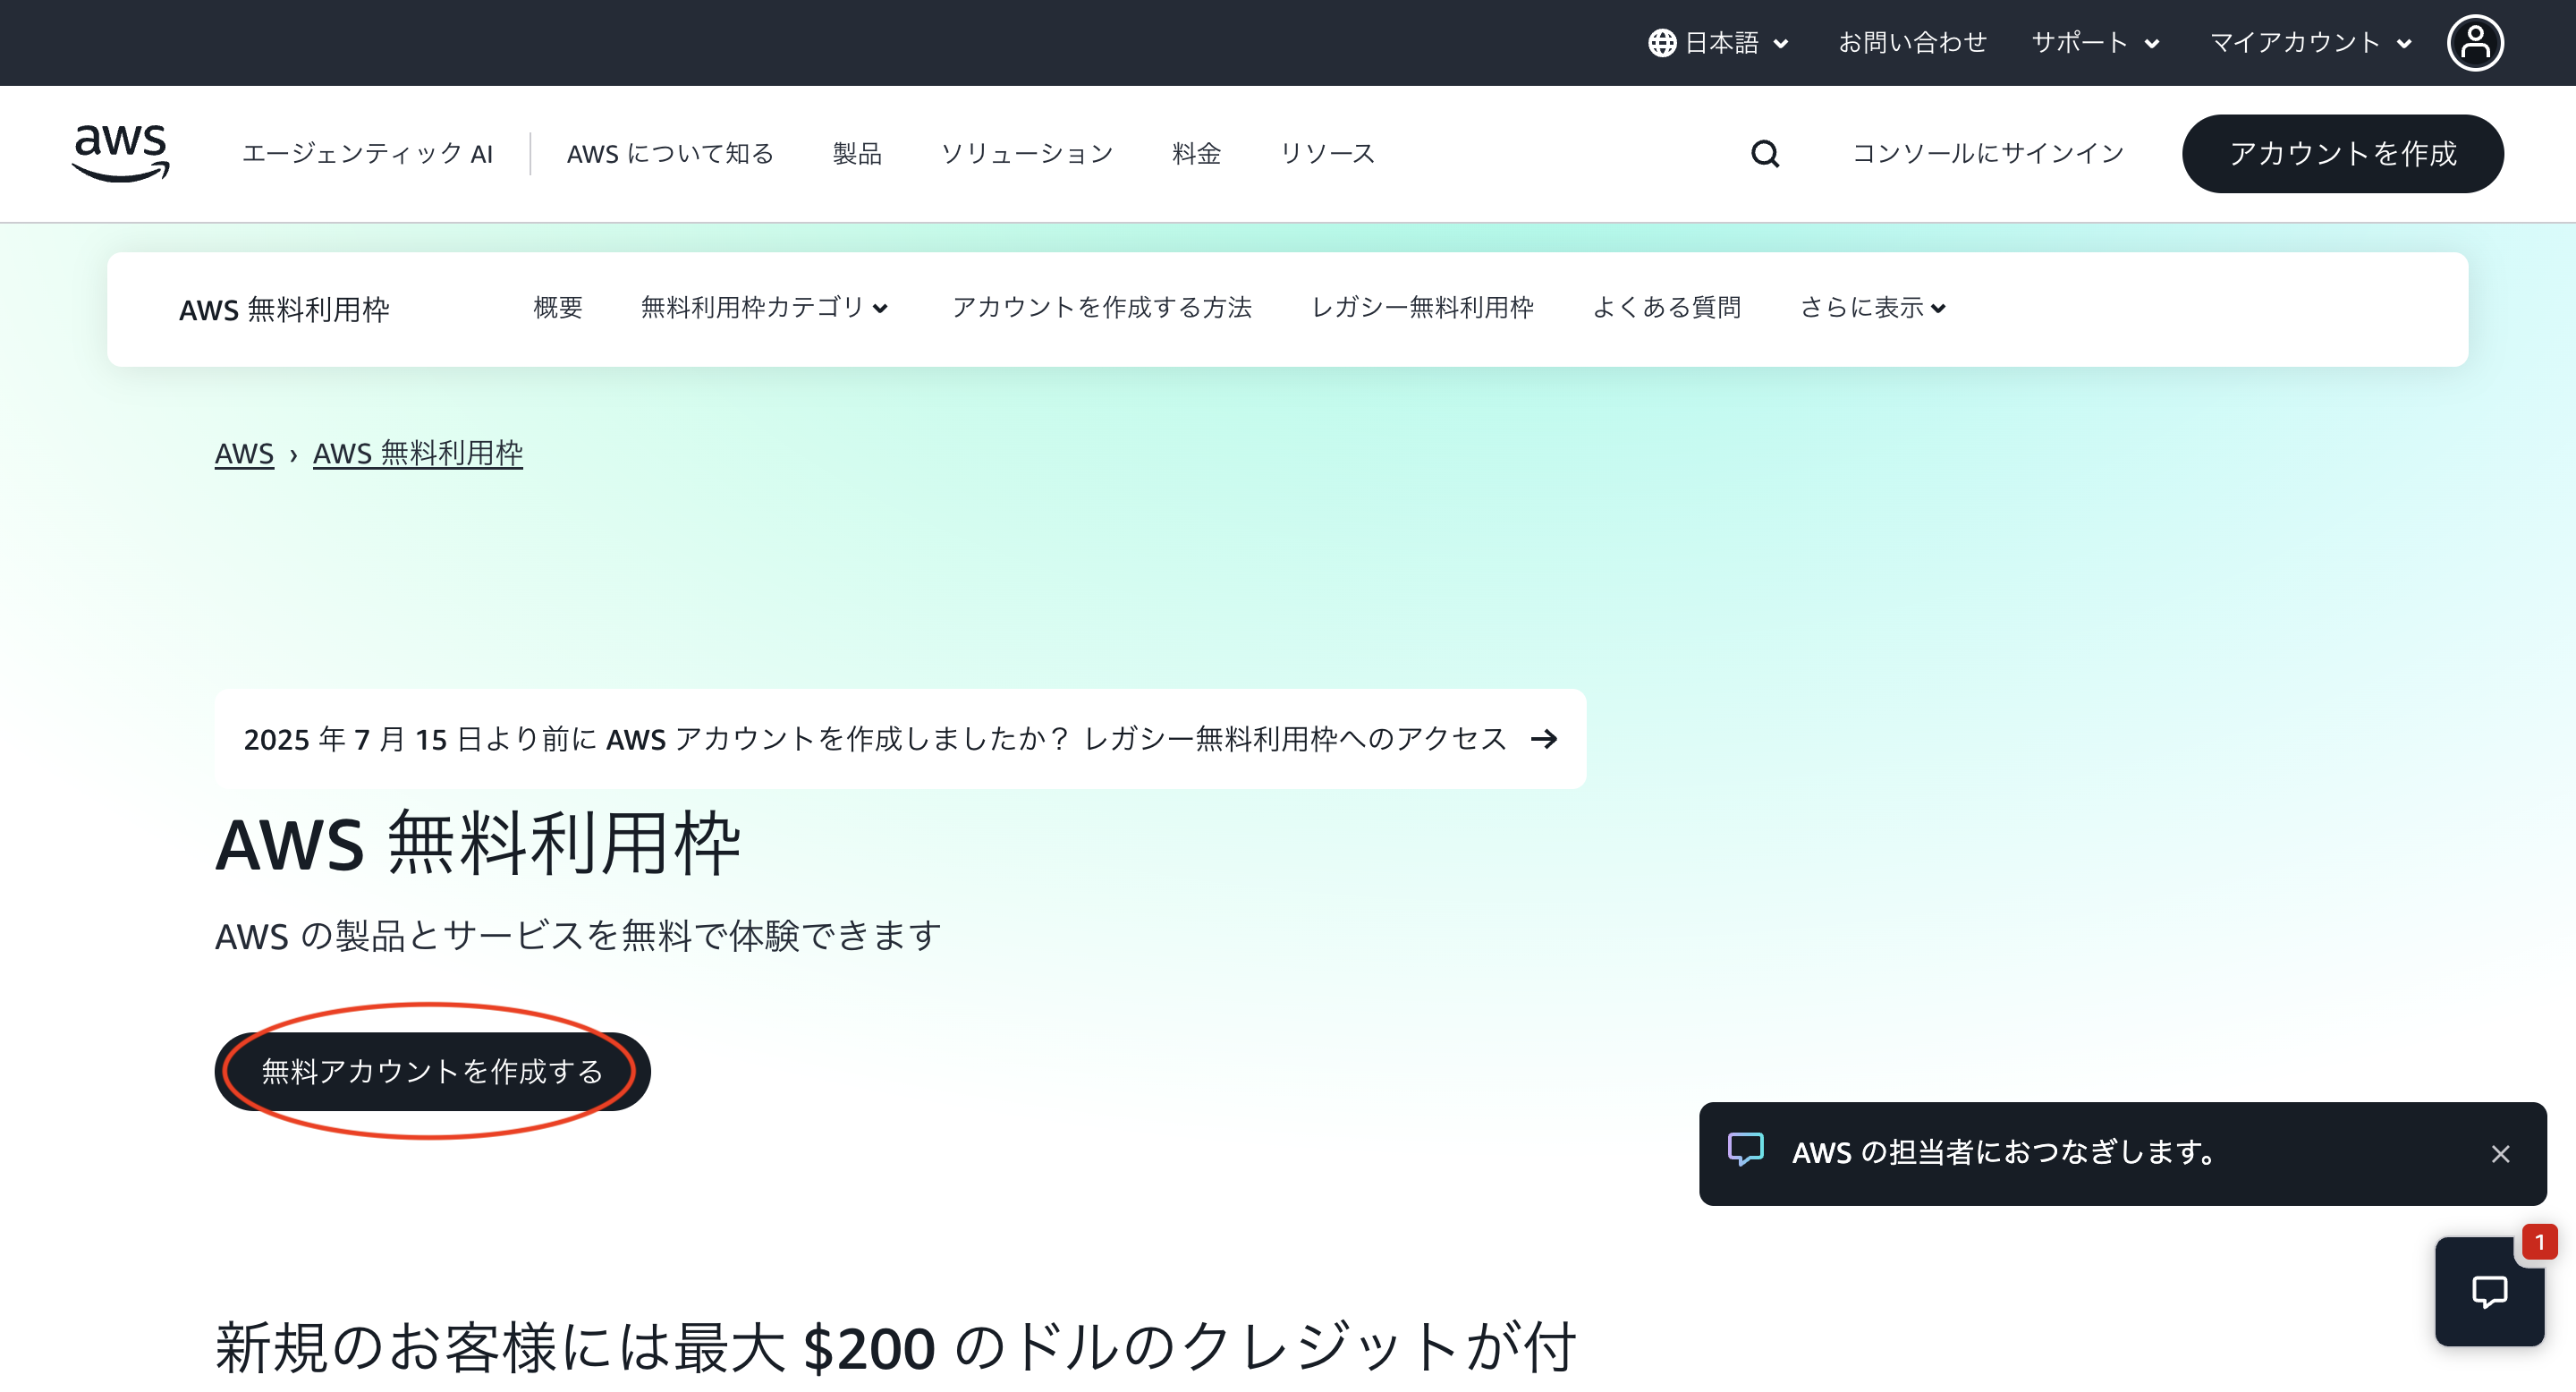 日本語 お問い合わせ サポート マイアカウント
aws エージェンティック AI AWS について知る 製品 ソリューション 料金 リソース コンソールにサインイン アカウントを作成
AWS 無料利用枠 概要 無料利用枠カテゴリ アカウントを作成する方法 レガシー無料利用枠 よくある質問 さらに表示
AWS › AWS 無料利用枠
2025 年 7 月 15 日より前に AWS アカウントを作成しましたか？ レガシー無料利用枠へのアクセス →
AWS 無料利用枠
AWS の製品とサービスを無料で体験できます
無料アカウントを作成する
AWS の担当者におつなぎします。
1
新規のお客様には最大 $200 のドルのクレジットが付